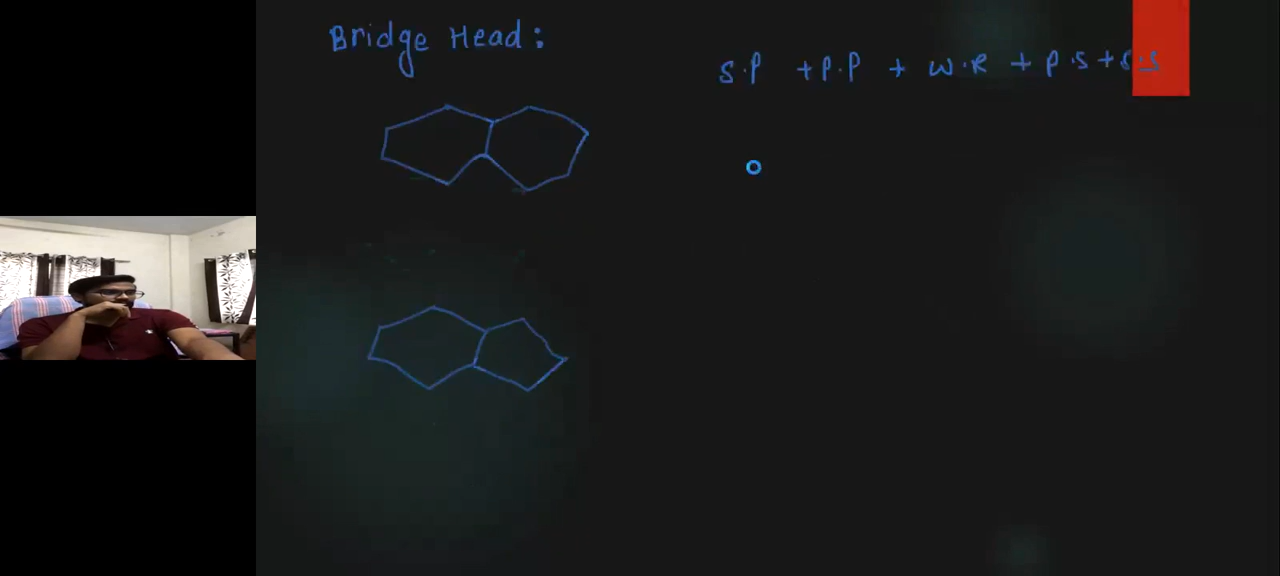 Bridge Head:
S.P + P.P + W.R + P.S + S.S